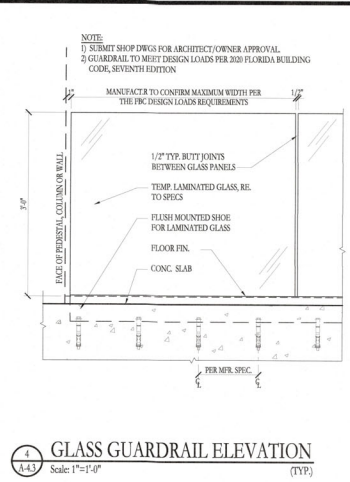 NOTE:
1) SUBMIT SHOP DWGS FOR ARCHITECT/OWNER APPROVAL.
2) GUARDRAIL TO MEET DESIGN LOADS PER 2020 FLORIDA BUILDING
CODE, SEVENTH EDITION
1"
MANUFACT.R TO CONFIRM MAXIMUM WIDTH PER
THE FBC DESIGN LOADS REQUIREMENTS
1/2"
1/2" TYP. BUTT JOINTS
BETWEEN GLASS PANELS
TEMP. LAMINATED GLASS, RE.
TO SPECS
FLUSH MOUNTED SHOE
FOR LAMINATED GLASS
FLOOR FIN.
CONC. SLAB
3'-0"
FACE OF PEDESTAL, COLUMN OR WALL
PER MFR. SPEC.
CL
CL
4
A-4.3
GLASS GUARDRAIL ELEVATION
Scale: 1"=1'-0"
(TYP.)